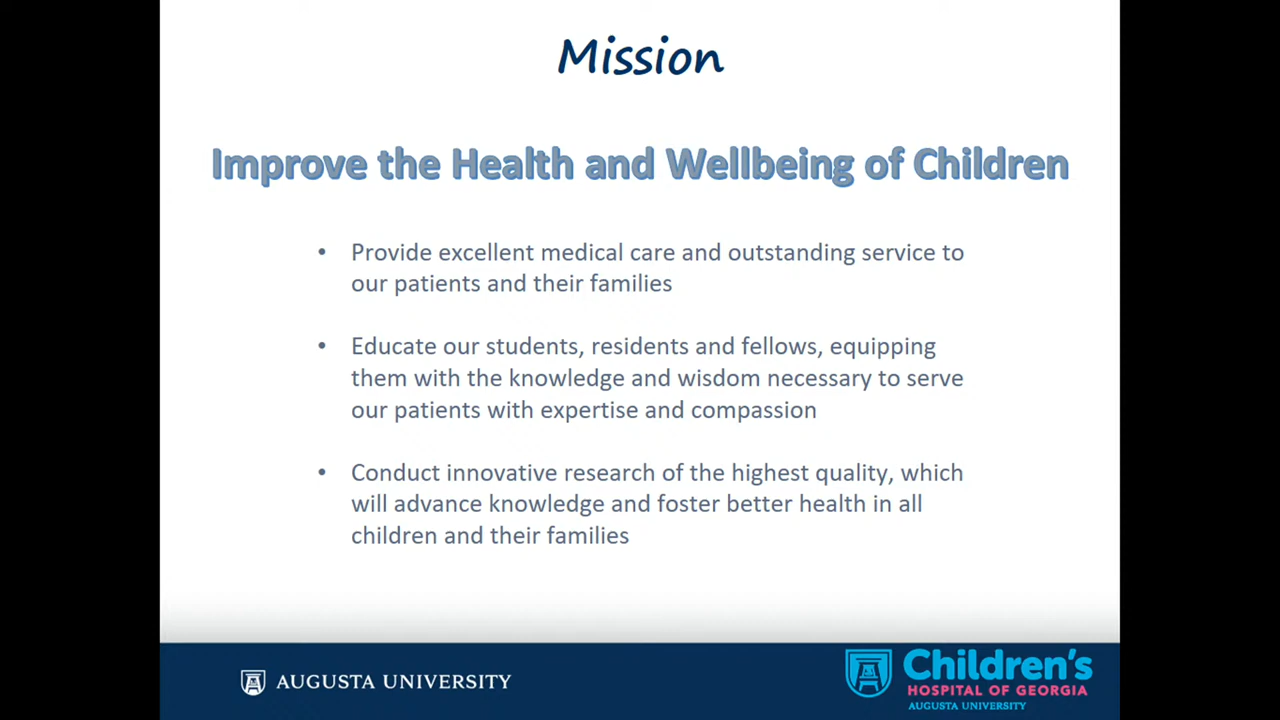 Mission
Improve the Health and Wellbeing of Children
• Provide excellent medical care and outstanding service to
our patients and their families
• Educate our students, residents and fellows, equipping
them with the knowledge and wisdom necessary to serve
our patients with expertise and compassion
• Conduct innovative research of the highest quality, which
will advance knowledge and foster better health in all
children and their families
AUGUSTA UNIVERSITY
Children's
HOSPITAL OF GEORGIA
AUGUSTA UNIVERSITY